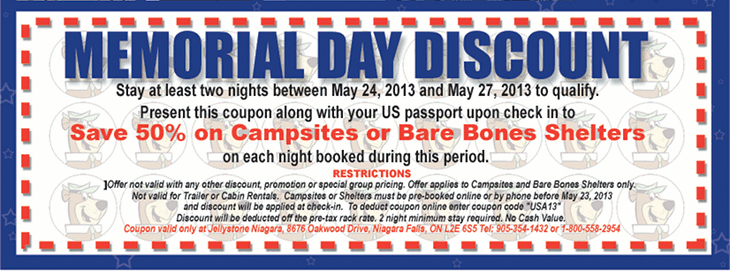 MEMORIAL DAY DISCOUNT
Stay at least two nights between May 24, 2013 and May 27, 2013 to qualify.
Present this coupon along with your US passport upon check in to
Save 50% on Campsites or Bare Bones Shelters
on each night booked during this period.
RESTRICTIONS
]Offer not valid with any other discount, promotion or special group pricing. Offer applies to Campsites and Bare Bones Shelters only.
Not valid for Trailer or Cabin Rentals. Campsites or Shelters must be pre-booked online or by phone before May 23, 2013
and discount will be applied at check-in. To deduct coupon online enter coupon code "USA13"
Discount will be deducted off the pre-tax rack rate. 2 night minimum stay required. No Cash Value.
Coupon valid only at Jellystone Niagara, 8676 Oakwood Drive, Niagara Falls, ON L2E 6S5 Tel: 905-354-1432 or 1-800-558-2954